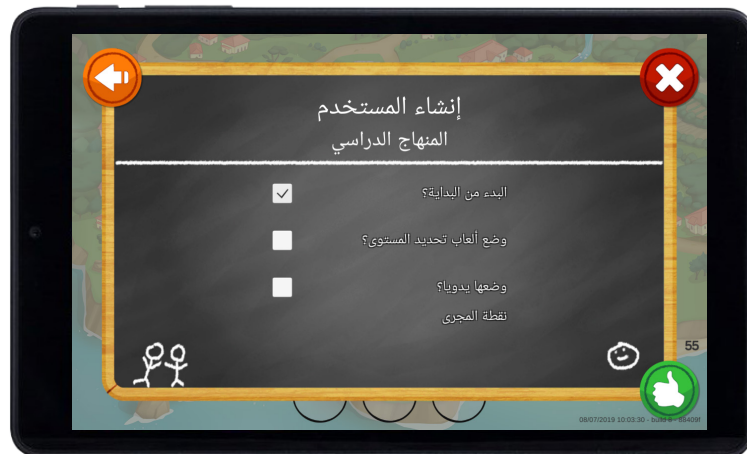 إنشاء المستخدم
المنهاج الدراسي
البدء من البداية؟
وضع ألعاب تحديد المستوى؟
وضعها يدويا؟
نقطة المجرى
55
08/07/2019 10:03:30 - build 6 - 88409f